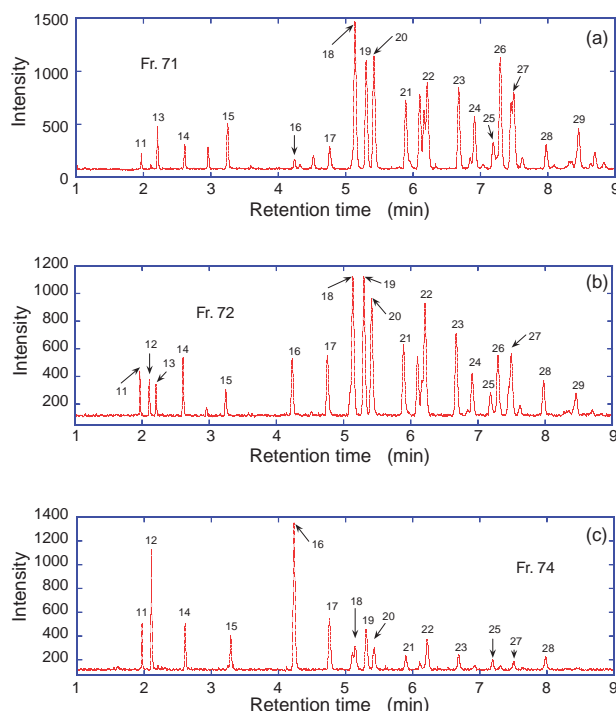 (a)
Fr. 71
Intensity
1500
1000
500
0
11 13 14 15 16 17 18 19 20 21 22 23 24 25 26 27 28 29
1 2 3 4 5 6 7 8 9
Retention time (min)
(b)
Fr. 72
Intensity
1200
1000
800
600
400
200
11 12 13 14 15 16 17 18 19 20 21 22 23 24 25 26 27 28 29
1 2 3 4 5 6 7 8 9
Retention time (min)
(c)
Fr. 74
Intensity
1400
1200
1000
800
600
400
200
11 12 14 15 16 17 18 19 20 21 22 23 25 27 28
1 2 3 4 5 6 7 8 9
Retention time (min)